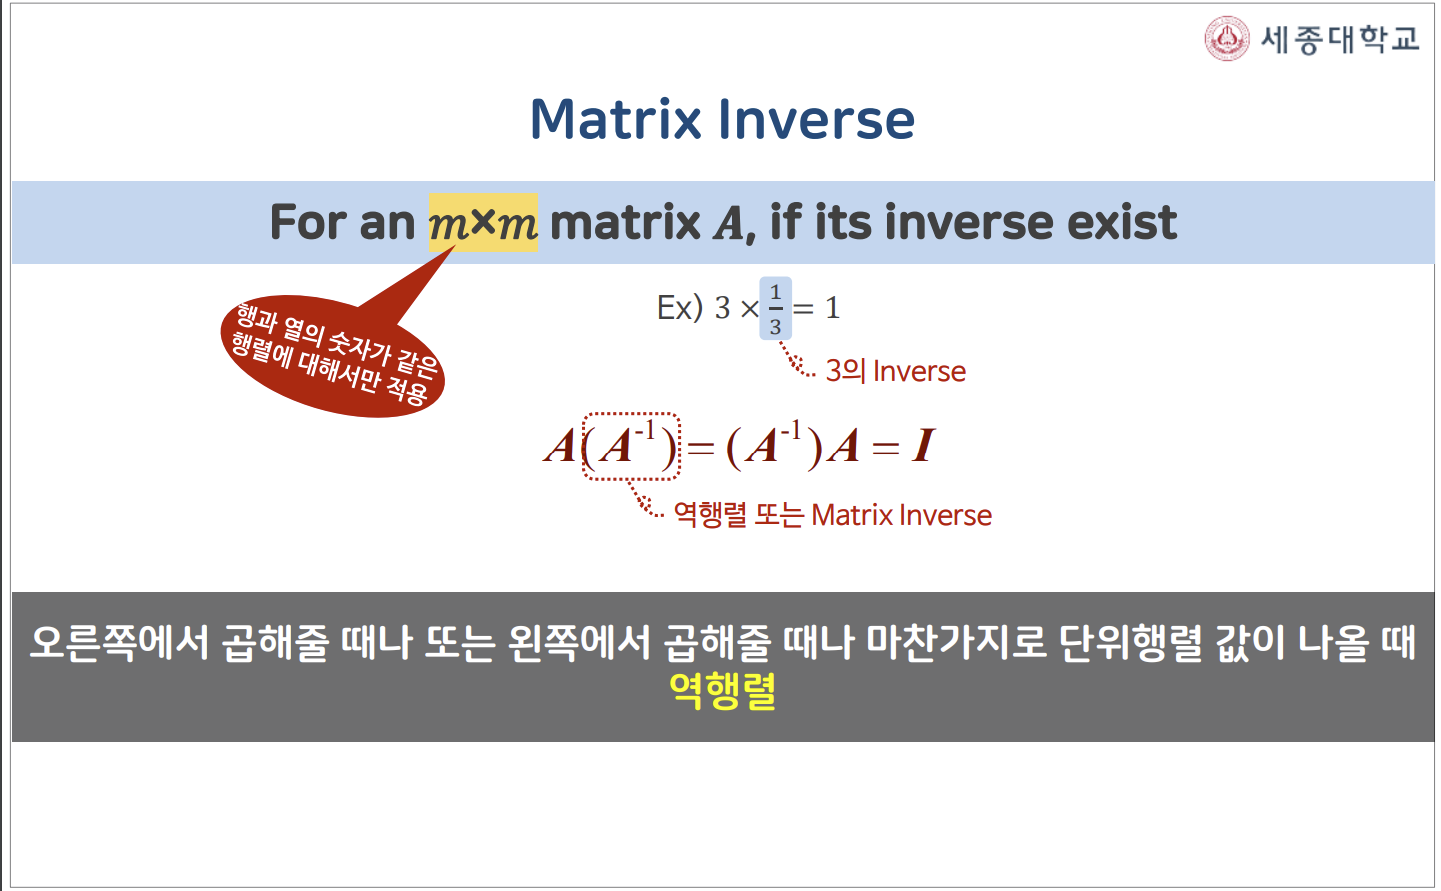 세종대학교
Matrix Inverse
For an m×m matrix A, if its inverse exist
행과 열의 숫자가 같은
행렬에 대해서만 적용
Ex) 3 × 1/3 = 1
3의 Inverse
A(A⁻¹) = (A⁻¹)A = I
역행렬 또는 Matrix Inverse
오른쪽에서 곱해줄 때나 또는 왼쪽에서 곱해줄 때나 마찬가지로 단위행렬 값이 나올 때
역행렬